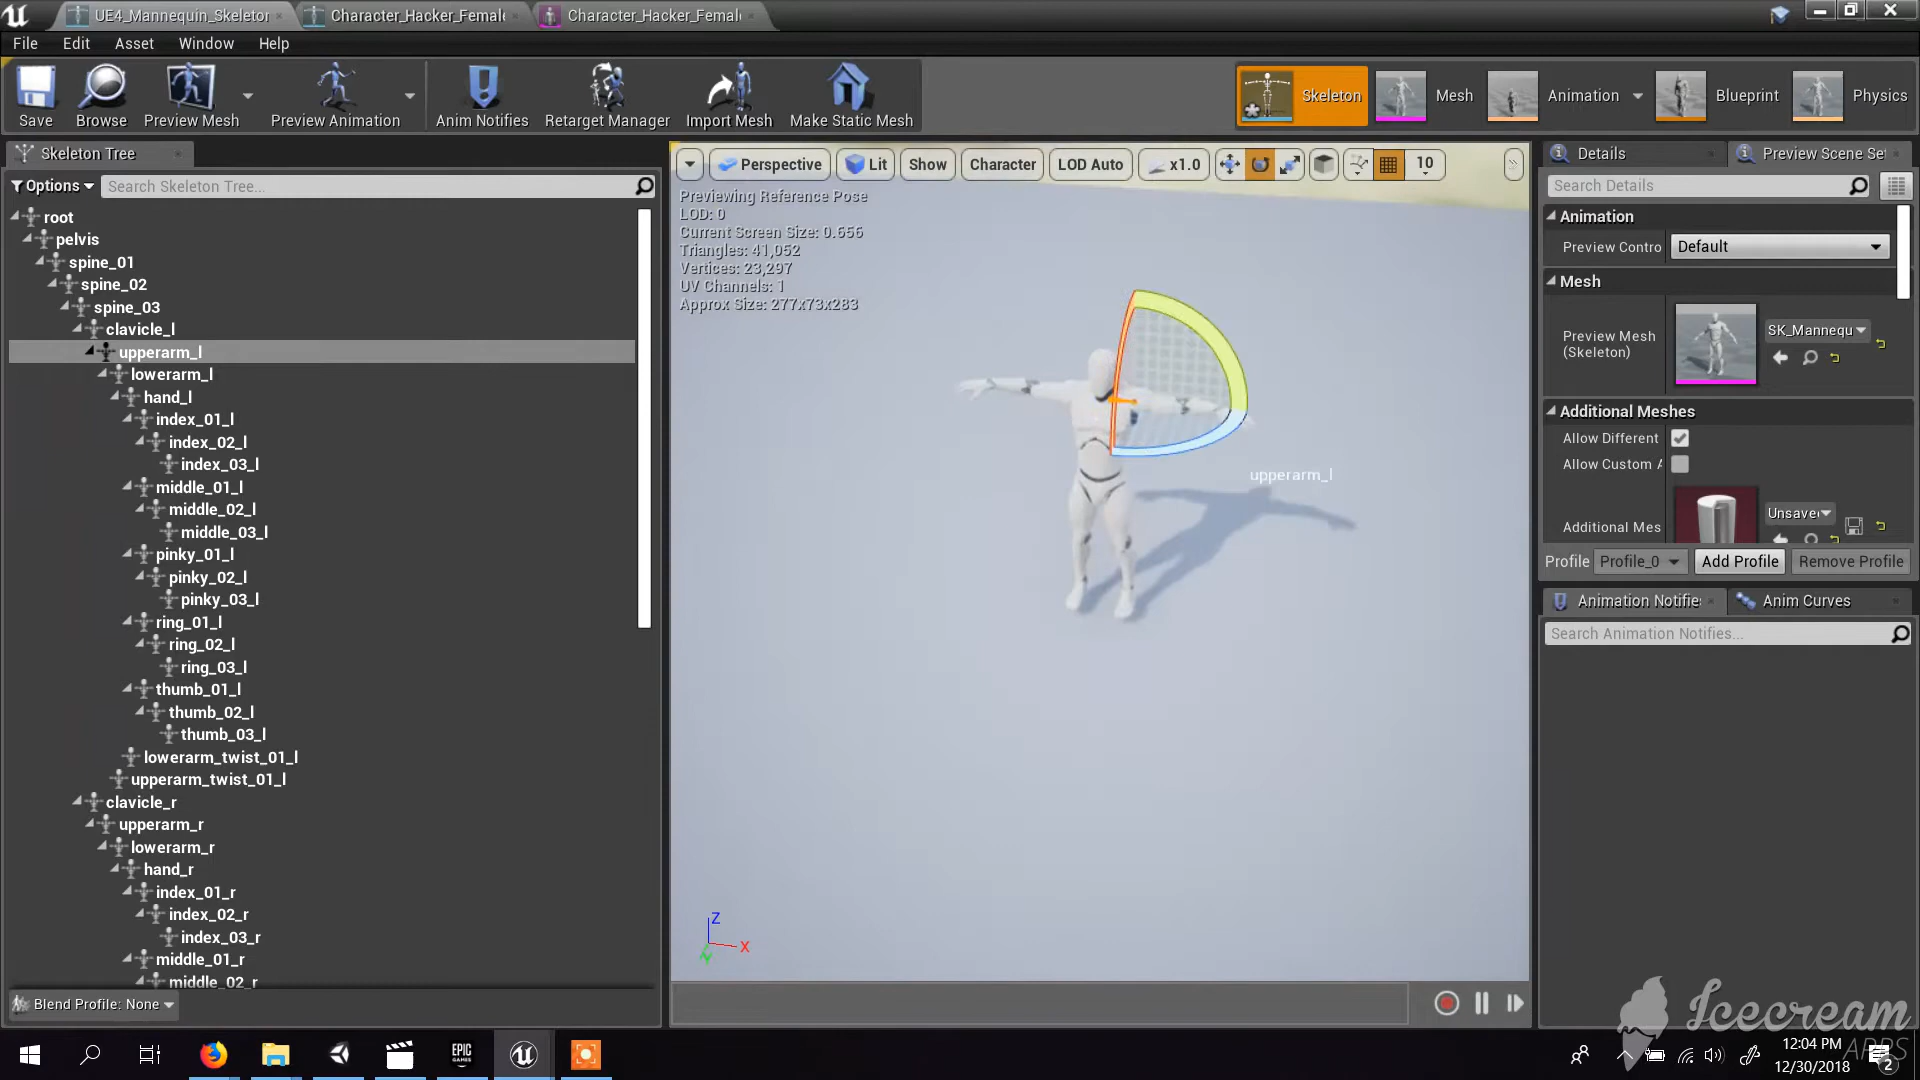 UE4_Mannequin_Skeleton
Character_Hacker_Female
Character_Hacker_Female
File Edit Asset Window Help
Save Browse Preview Mesh Preview Animation Anim Notifies Retarget Manager Import Mesh Make Static Mesh
Skeleton Mesh Animation Blueprint Physics
Skeleton Tree
Options Search Skeleton Tree...
root
pelvis
spine_01
spine_02
spine_03
clavicle_l
upperarm_l
lowerarm_l
hand_l
index_01_l
index_02_l
index_03_l
middle_01_l
middle_02_l
middle_03_l
pinky_01_l
pinky_02_l
pinky_03_l
ring_01_l
ring_02_l
ring_03_l
thumb_01_l
thumb_02_l
thumb_03_l
lowerarm_twist_01_l
upperarm_twist_01_l
clavicle_r
upperarm_r
lowerarm_r
hand_r
index_01_r
index_02_r
index_03_r
middle_01_r
middle_02_r
Blend Profile: None
Perspective Lit Show Character LOD Auto x1.0 10
Previewing Reference Pose
LOD: 0
Current Screen Size: 0.656
Triangles: 41,052
Vertices: 23,297
UV Channels: 1
Approx Size: 277x73x283
upperarm_l
Z
X
Y
Details Preview Scene Set
Search Details
Animation
Preview Contro Default
Mesh
Preview Mesh
(Skeleton)
SK_Mannequ
Additional Meshes
Allow Different
Allow Custom A
Additional Mes
Unsave
Profile Profile_0 Add Profile Remove Profile
Animation Notifie Anim Curves
Search Animation Notifies...
Icecream
APPS
EPIC
GAMES
12:04 PM
12/30/2018
2